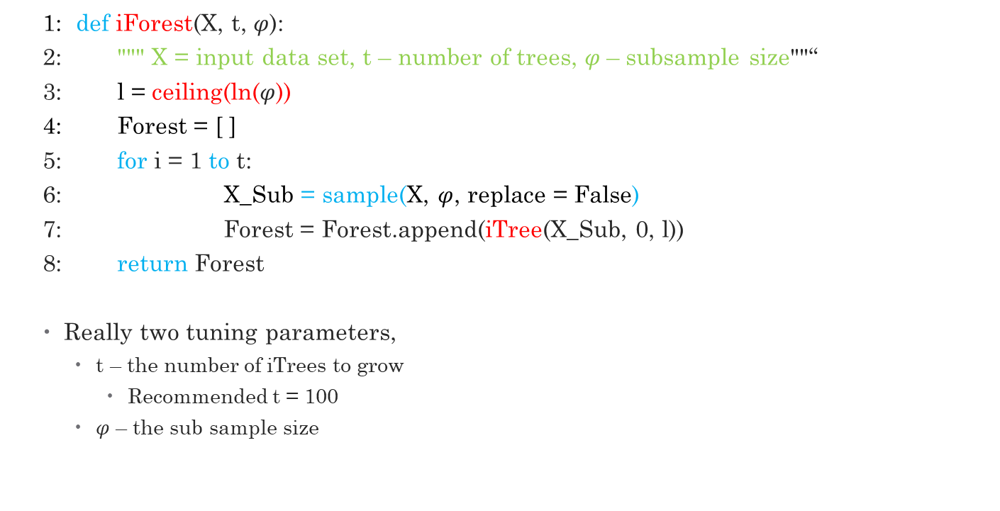 1: def iForest(X, t, φ):
2: """ X = input data set, t – number of trees, φ – subsample size""“
3: l = ceiling(ln(φ))
4: Forest = [ ]
5: for i = 1 to t:
6: X_Sub = sample(X, φ, replace = False)
7: Forest = Forest.append(iTree(X_Sub, 0, l))
8: return Forest
• Really two tuning parameters,
• t – the number of iTrees to grow
• Recommended t = 100
• φ – the sub sample size